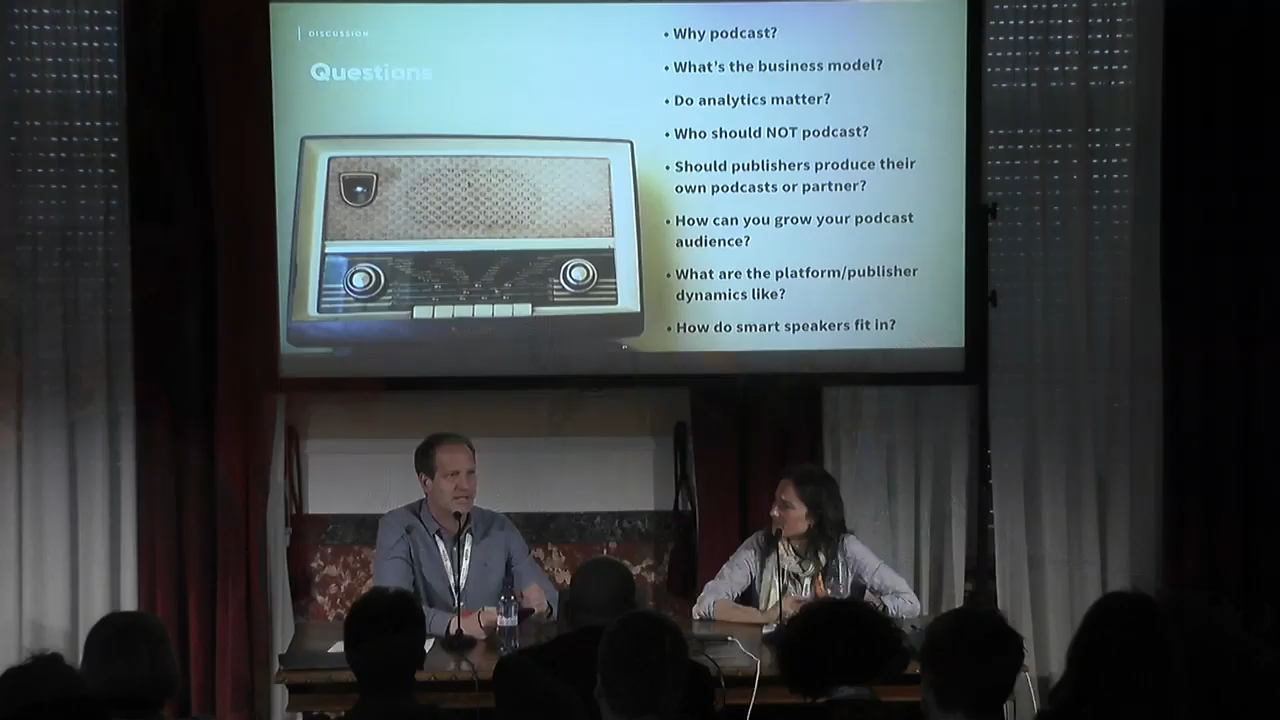 DISCUSSION
Questions
• Why podcast?
• What's the business model?
• Do analytics matter?
• Who should NOT podcast?
• Should publishers produce their
own podcasts or partner?
• How can you grow your podcast
audience?
• What are the platform/publisher
dynamics like?
• How do smart speakers fit in?